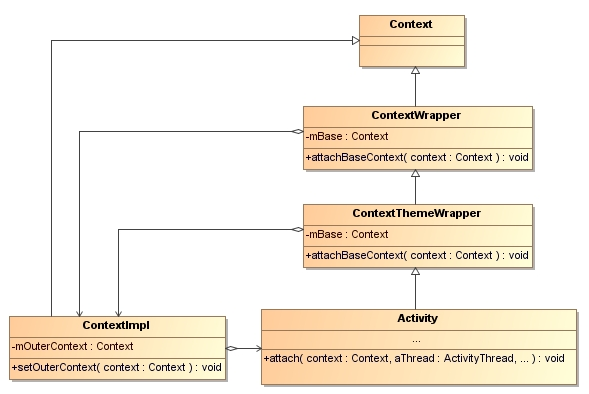 Context
ContextWrapper
-mBase : Context
+attachBaseContext( context : Context ) : void
ContextThemeWrapper
-mBase : Context
+attachBaseContext( context : Context ) : void
ContextImpl
-mOuterContext : Context
+setOuterContext( context : Context ) : void
Activity
...
+attach( context : Context, aThread : ActivityThread, ... ) : void